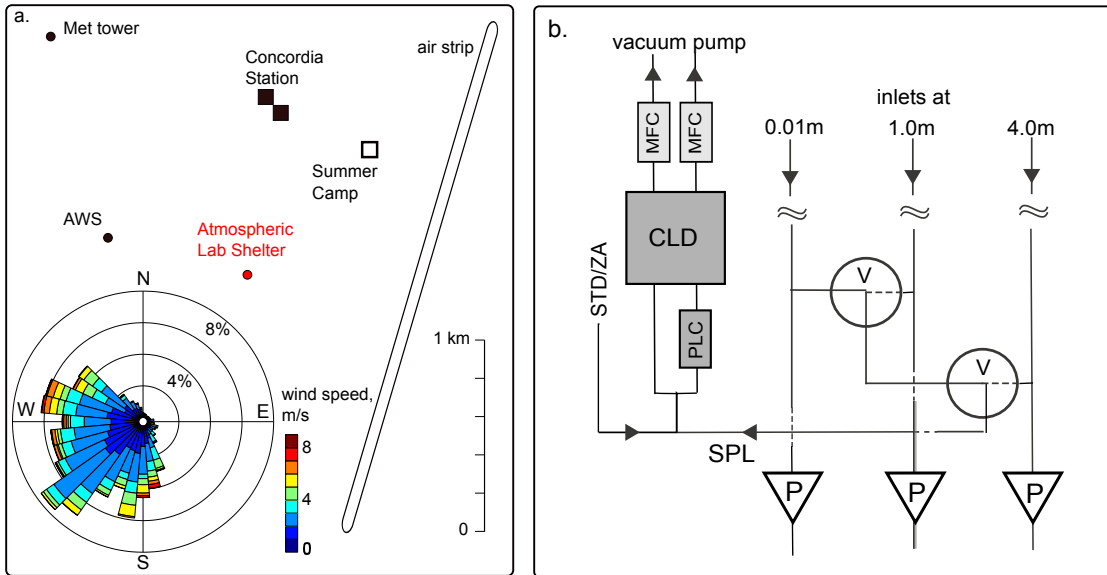 a.
Met tower
air strip
Concordia
Station
Summer
Camp
AWS
Atmospheric
Lab Shelter
N
8%
4%
W
E
S
wind speed,
m/s
8
4
0
1 km
0
b.
vacuum pump
MFC
MFC
inlets at
0.01m
1.0m
4.0m
CLD
STD/ZA
PLC
V
V
SPL
P
P
P